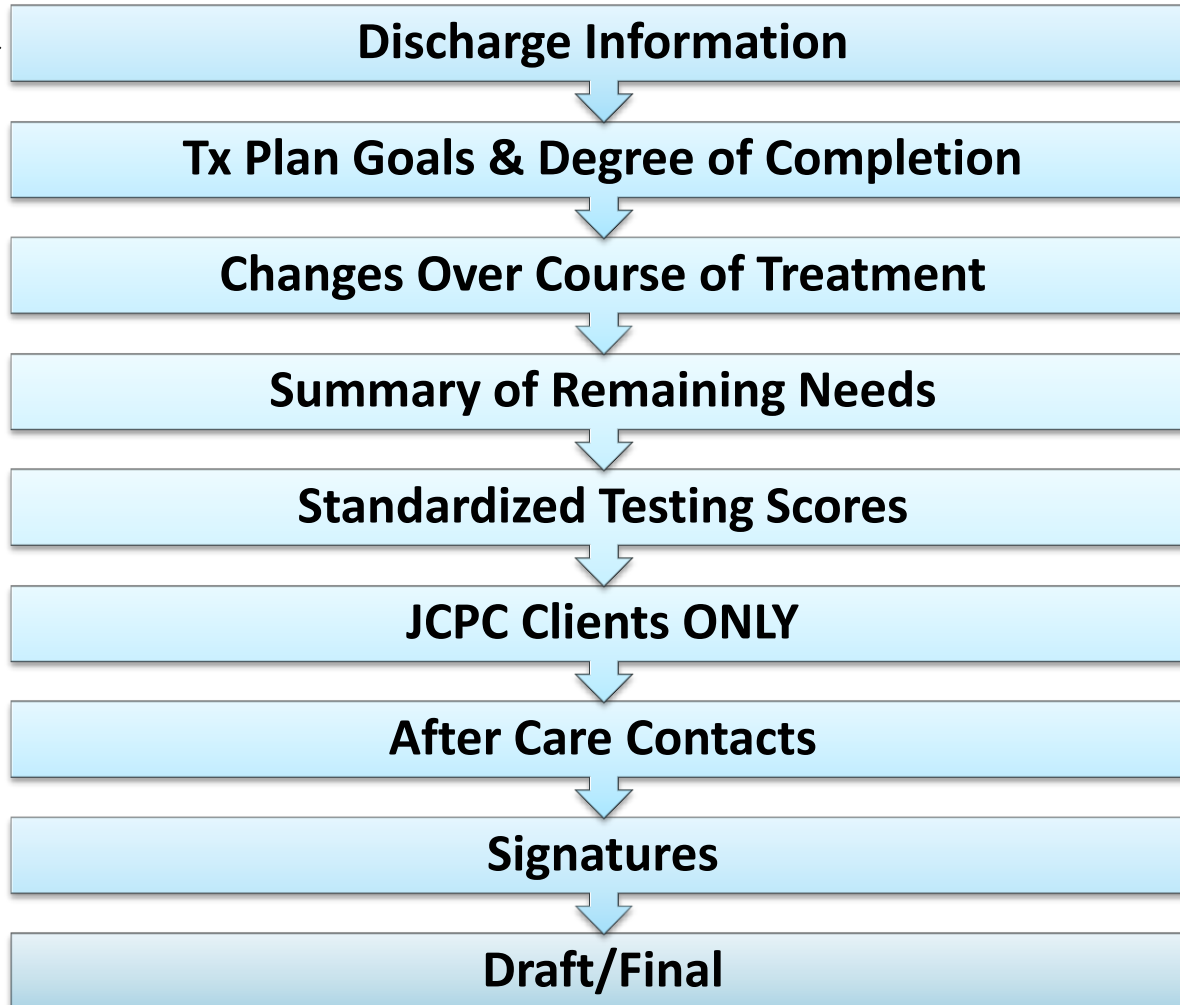 Discharge Information
Tx Plan Goals & Degree of Completion
Changes Over Course of Treatment
Summary of Remaining Needs
Standardized Testing Scores
JCPC Clients ONLY
After Care Contacts
Signatures
Draft/Final